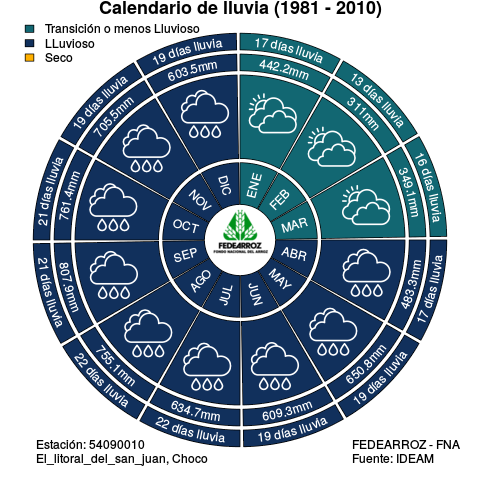 Calendario de lluvia (1981 - 2010)
Transición o menos Lluvioso
LLuvioso
Seco
17 días lluvia
442.2mm
ENE
13 días lluvia
311mm
FEB
16 días lluvia
349.1mm
MAR
17 días lluvia
483.3mm
ABR
19 días lluvia
650.8mm
MAY
19 días lluvia
609.3mm
JUN
22 días lluvia
634.7mm
JUL
22 días lluvia
755.1mm
AGO
21 días lluvia
807.9mm
SEP
21 días lluvia
761.4mm
OCT
19 días lluvia
705.5mm
NOV
19 días lluvia
603.5mm
DIC
FEDEARROZ
FONDO NACIONAL DEL ARROZ
Estación: 54090010
El_litoral_del_san_juan, Choco
FEDEARROZ - FNA
Fuente: IDEAM